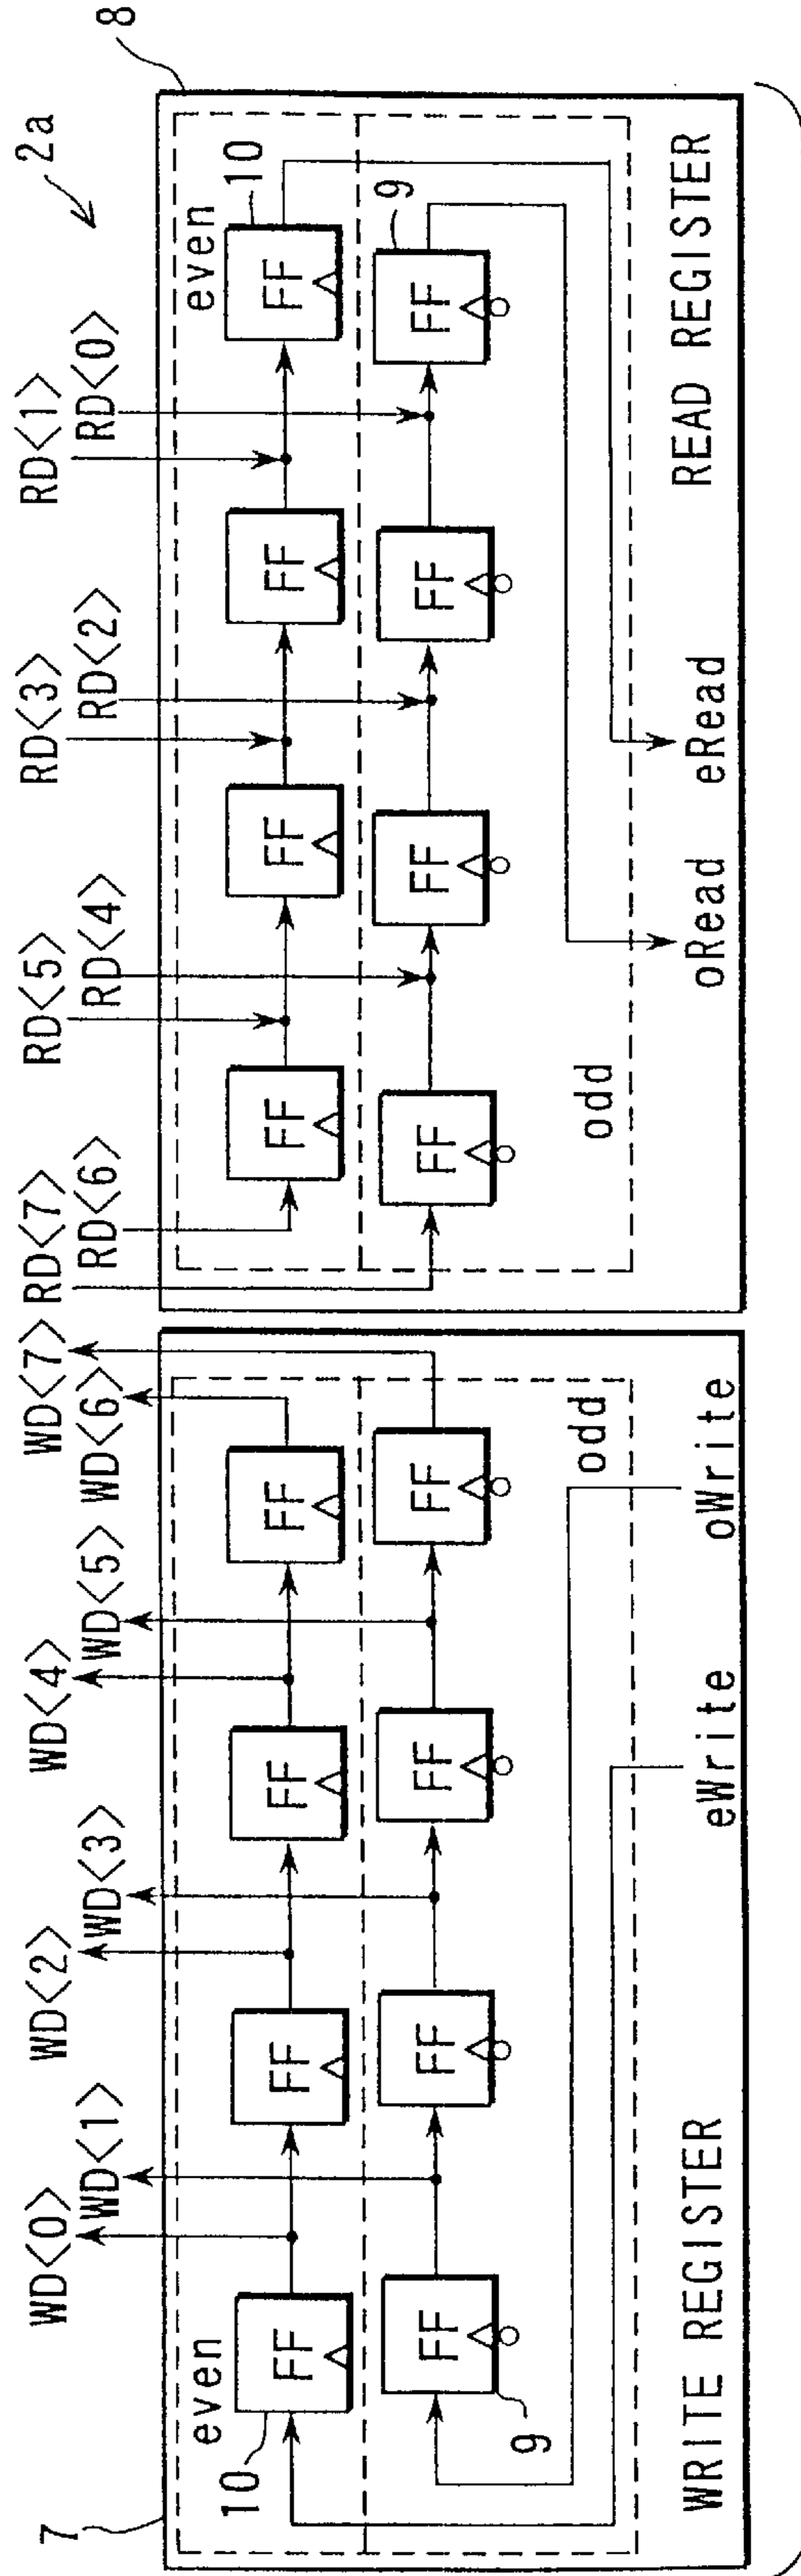 7
WD<0>
WD<1>
WD<2>
WD<3>
WD<4>
WD<5>
WD<6>
WD<7>
even
10
FF
FF
FF
FF
FF
FF
FF
FF
9
odd
WRITE REGISTER
eWrite
oWrite
2a
8
RD<7>
RD<6>
RD<5>
RD<4>
RD<3>
RD<2>
RD<1>
RD<0>
even
10
FF
FF
FF
FF
9
FF
FF
FF
FF
odd
oRead
eRead
READ REGISTER